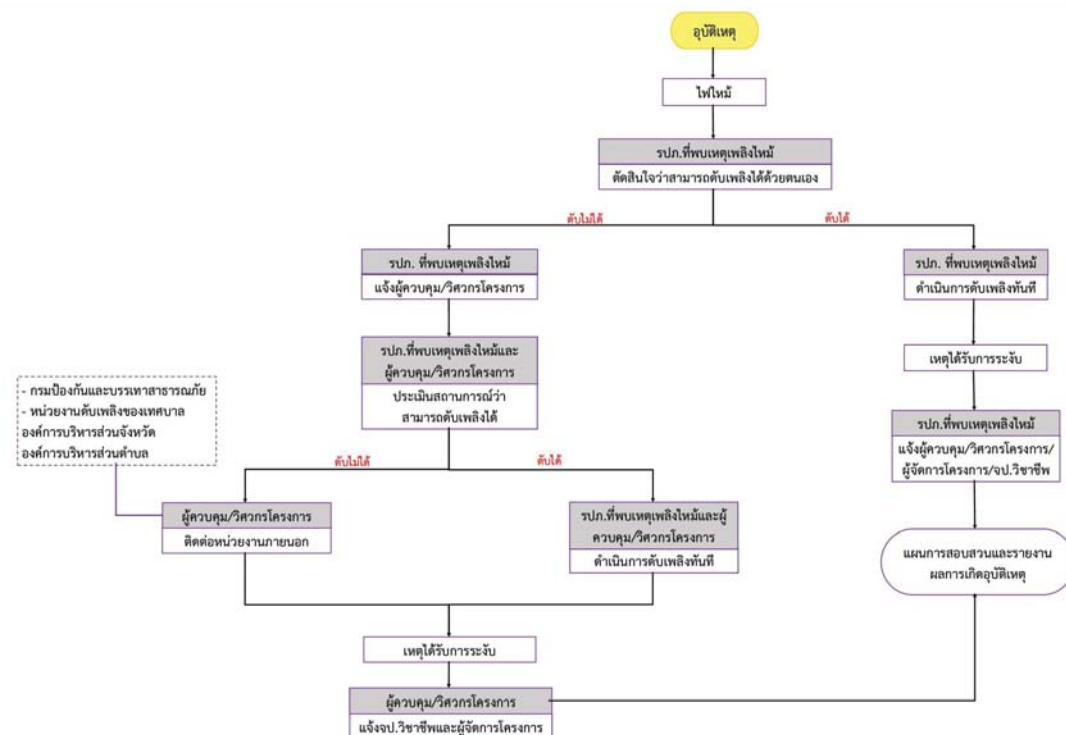 อุบัติเหตุ
ไฟไหม้
รปภ.ที่พบเหตุเพลิงไหม้
ตัดสินใจว่าสามารถดับเพลิงได้ด้วยตนเอง
ดับไม่ได้
ดับได้
รปภ. ที่พบเหตุเพลิงไหม้
แจ้งผู้ควบคุม/วิศวกรโครงการ
รปภ. ที่พบเหตุเพลิงไหม้
ดำเนินการดับเพลิงทันที
รปภ.ที่พบเหตุเพลิงไหม้และ
ผู้ควบคุม/วิศวกรโครงการ
ประเมินสถานการณ์ว่า
สามารถดับเพลิงได้
เหตุได้รับการระงับ
- กรมป้องกันและบรรเทาสาธารณภัย
- หน่วยงานดับเพลิงของเทศบาล
องค์การบริหารส่วนจังหวัด
องค์การบริหารส่วนตำบล
รปภ.ที่พบเหตุเพลิงไหม้
แจ้งผู้ควบคุม/วิศวกรโครงการ/
ผู้จัดการโครงการ/จป.วิชาชีพ
ดับไม่ได้
ดับได้
ผู้ควบคุม/วิศวกรโครงการ
ติดต่อหน่วยงานภายนอก
รปภ.ที่พบเหตุเพลิงไหม้และผู้
ควบคุม/วิศวกรโครงการ
ดำเนินการดับเพลิงทันที
แผนการสอบสวนและรายงาน
ผลการเกิดอุบัติเหตุ
เหตุได้รับการระงับ
ผู้ควบคุม/วิศวกรโครงการ
แจ้งจป.วิชาชีพและผู้จัดการโครงการ